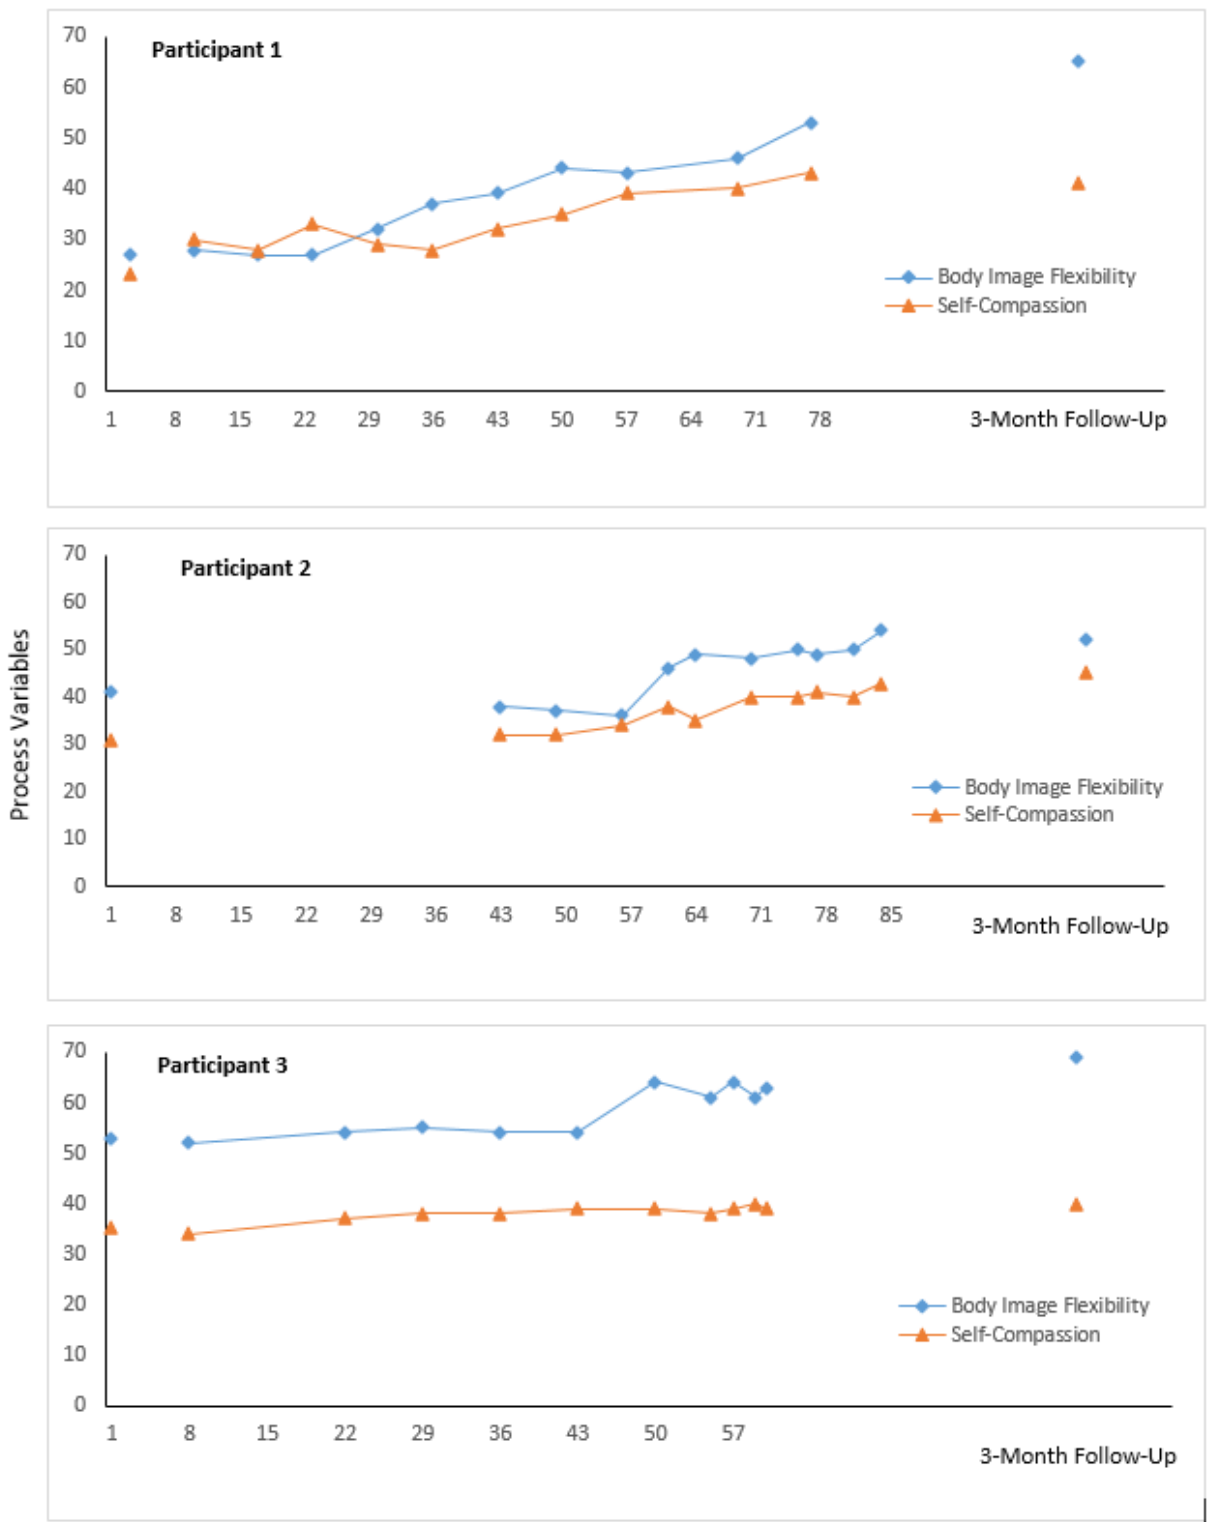 70
Participant 1
60
50
40
30
Body Image Flexibility
20
Self-Compassion
10
0
1 8 15 22 29 36 43 50 57 64 71 78 3-Month Follow-Up
Process Variables
70
Participant 2
60
50
40
30
20
Body Image Flexibility
Self-Compassion
10
0
1 8 15 22 29 36 43 50 57 64 71 78 85
3-Month Follow-Up
70
Participant 3
60
50
40
30
20
Body Image Flexibility
Self-Compassion
10
0
1 8 15 22 29 36 43 50 57
3-Month Follow-Up